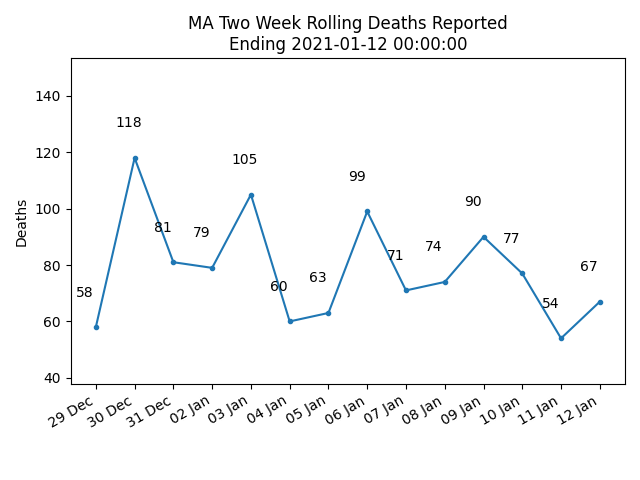 MA Two Week Rolling Deaths Reported
Ending 2021-01-12 00:00:00
Deaths
140
120
100
80
60
40
58
118
81
79
105
60
63
99
71
74
90
77
54
67
29 Dec
30 Dec
31 Dec
02 Jan
03 Jan
04 Jan
05 Jan
06 Jan
07 Jan
08 Jan
09 Jan
10 Jan
11 Jan
12 Jan